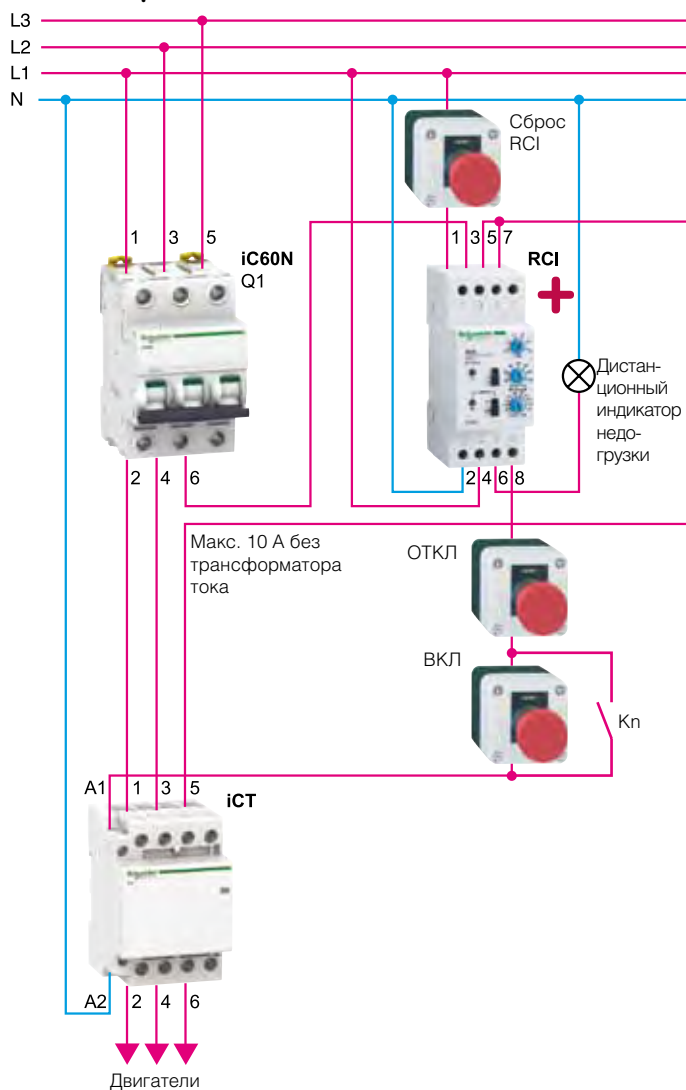 L3
L2
L1
N
Сброс
RCI
1 3 5
iC60N
Q1
1 3 5 7
RCI
Дистан-
ционный
индикатор
недо-
грузки
2 4 6
2 4 6 8
Макс. 10 А без
трансформатора
тока
ОТКЛ
ВКЛ
Kn
A1 1 3 5
iCT
A2 2 4 6
Двигатели